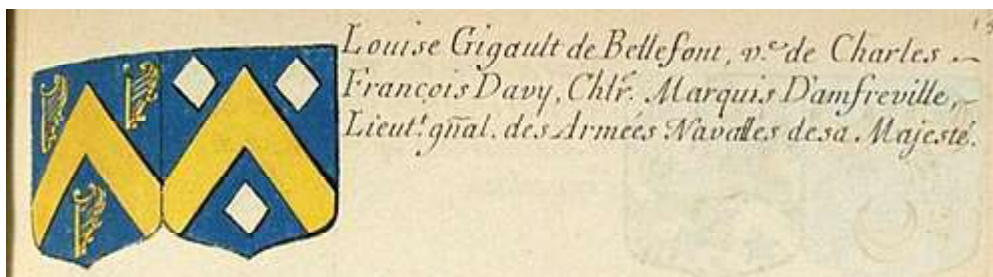 Louise Gigault de Bellefont, v.e de Charles
François Davy, Chlr. Marquis D'amfreville,
Lieut.t gñal. des Armées Navalles de sa Majesté.